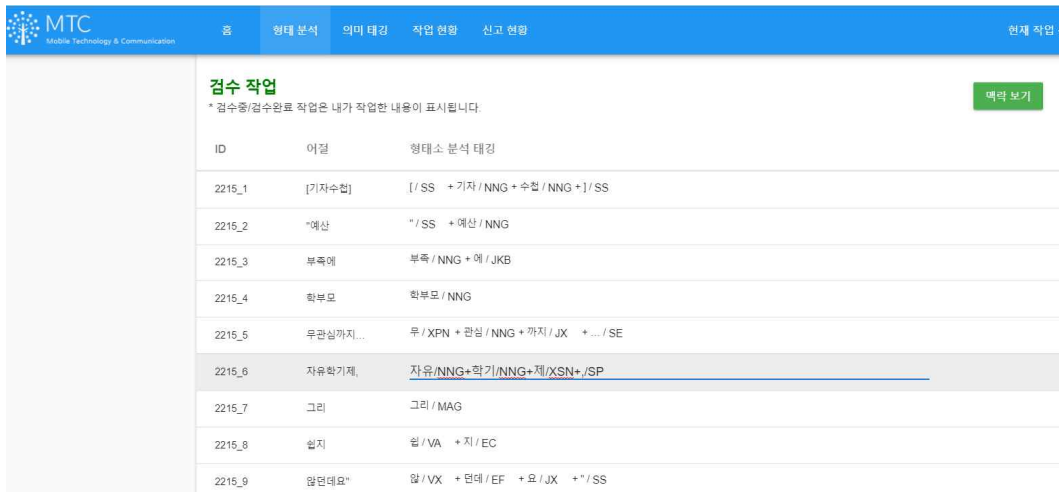 MTC
Mobile Technology & Communication
홈 형태 분석 의미 태깅 작업 현황 신고 현황 현재 작업
검수 작업
* 검수중/검수완료 작업은 내가 작업한 내용이 표시됩니다.
맥락 보기
ID 어절 형태소 분석 태깅
2215_1 [기자수첩] [ / SS + 기자 / NNG + 수첩 / NNG + ] / SS
2215_2 "예산 " / SS + 예산 / NNG
2215_3 부족에 부족 / NNG + 에 / JKB
2215_4 학부모 학부모 / NNG
2215_5 무관심까지... 무 / XPN + 관심 / NNG + 까지 / JX + ... / SE
2215_6 자유학기제, 자유/NNG+학기/NNG+제/XSN+,/SP
2215_7 그리 그리 / MAG
2215_8 쉽지 쉽 / VA + 지 / EC
2215_9 않던데요" 않 / VX + 던데 / EF + 요 / JX + " / SS